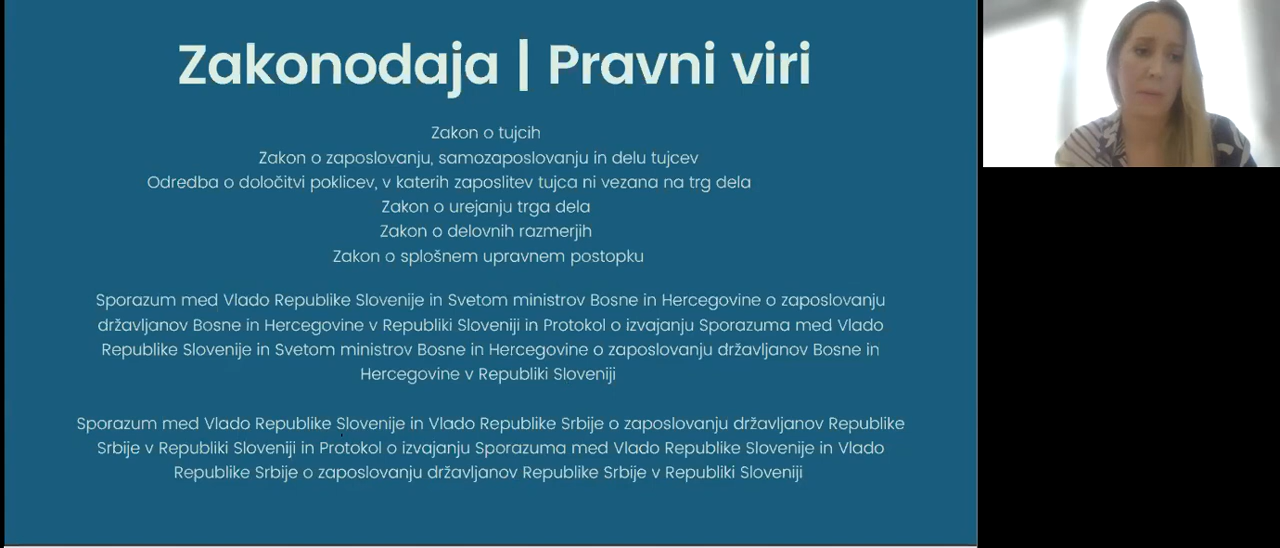 Zakonodaja | Pravni viri
Zakon o tujcih
Zakon o zaposlovanju, samozaposlovanju in delu tujcev
Odredba o določitvi poklicev, v katerih zaposlitev tujca ni vezana na trg dela
Zakon o urejanju trga dela
Zakon o delovnih razmerjih
Zakon o splošnem upravnem postopku
Sporazum med Vlado Republike Slovenije in Svetom ministrov Bosne in Hercegovine o zaposlovanju
državljanov Bosne in Hercegovine v Republiki Sloveniji in Protokol o izvajanju Sporazuma med Vlado
Republike Slovenije in Svetom ministrov Bosne in Hercegovine o zaposlovanju državljanov Bosne in
Hercegovine v Republiki Sloveniji
Sporazum med Vlado Republike Slovenije in Vlado Republike Srbije o zaposlovanju državljanov Republike
Srbije v Republiki Sloveniji in Protokol o izvajanju Sporazuma med Vlado Republike Slovenije in Vlado
Republike Srbije o zaposlovanju državljanov Republike Srbije v Republiki Sloveniji